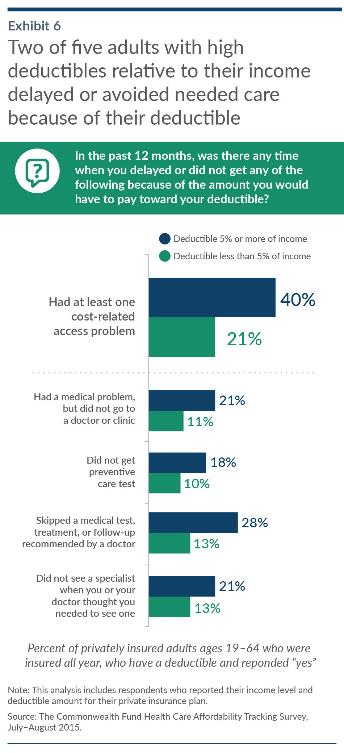 Exhibit 6
Two of five adults with high
deductibles relative to their income
delayed or avoided needed care
because of their deductible
?
In the past 12 months, was there any time
when you delayed or did not get any of the
following because of the amount you would
have to pay toward your deductible?
Deductible 5% or more of income
Deductible less than 5% of income
Had at least one
cost-related
access problem
40%
21%
Had a medical problem,
but did not go to
a doctor or clinic
21%
11%
Did not get
preventive
care test
18%
10%
Skipped a medical test,
treatment, or follow-up
recommended by a doctor
28%
13%
Did not see a specialist
when you or your
doctor thought you
needed to see one
21%
13%
Percent of privately insured adults ages 19–64 who were
insured all year, who have a deductible and reponded “yes”
Note: This analysis includes respondents who reported their income level and
deductible amount for their private insurance plan.
Source: The Commonwealth Fund Health Care Affordability Tracking Survey,
July–August 2015.